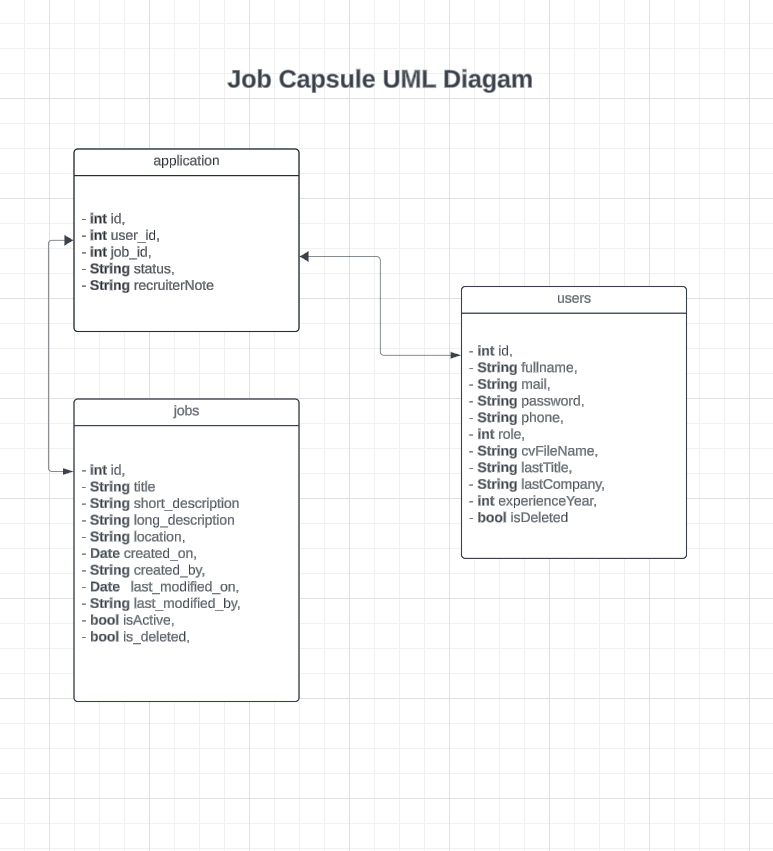 Job Capsule UML Diagam
application
- int id,
- int user_id,
- int job_id,
- String status,
- String recruiterNote
users
- int id,
- String fullname,
- String mail,
- String password,
- String phone,
- int role,
- String cvFileName,
- String lastTitle,
- String lastCompany,
- int experienceYear,
- bool isDeleted
jobs
- int id,
- String title
- String short_description
- String long_description
- String location,
- Date created_on,
- String created_by,
- Date last_modified_on,
- String last_modified_by,
- bool isActive,
- bool is_deleted,